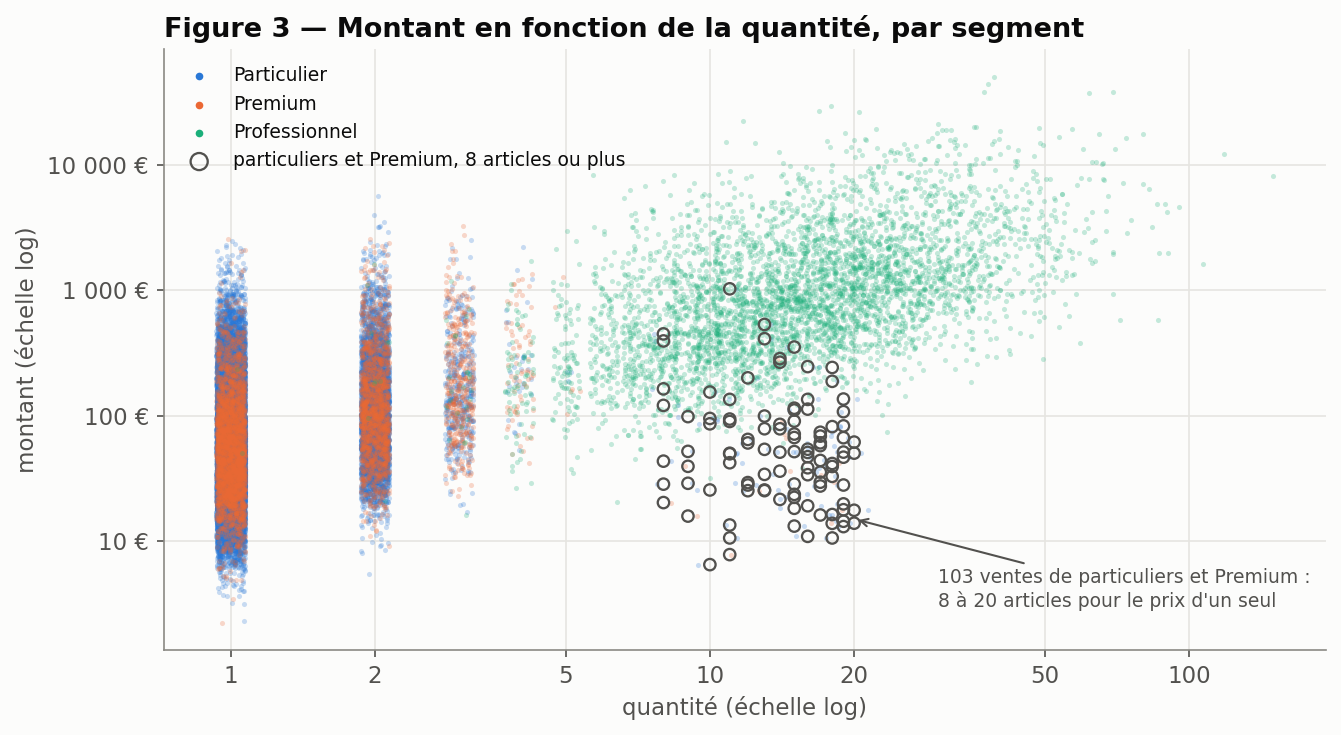 Figure 3 — Montant en fonction de la quantité, par segment
Particulier
Premium
Professionnel
particuliers et Premium, 8 articles ou plus
10 000 €
1 000 €
100 €
10 €
montant (échelle log)
103 ventes de particuliers et Premium :
8 à 20 articles pour le prix d'un seul
1 2 5 10 20 50 100
quantité (échelle log)